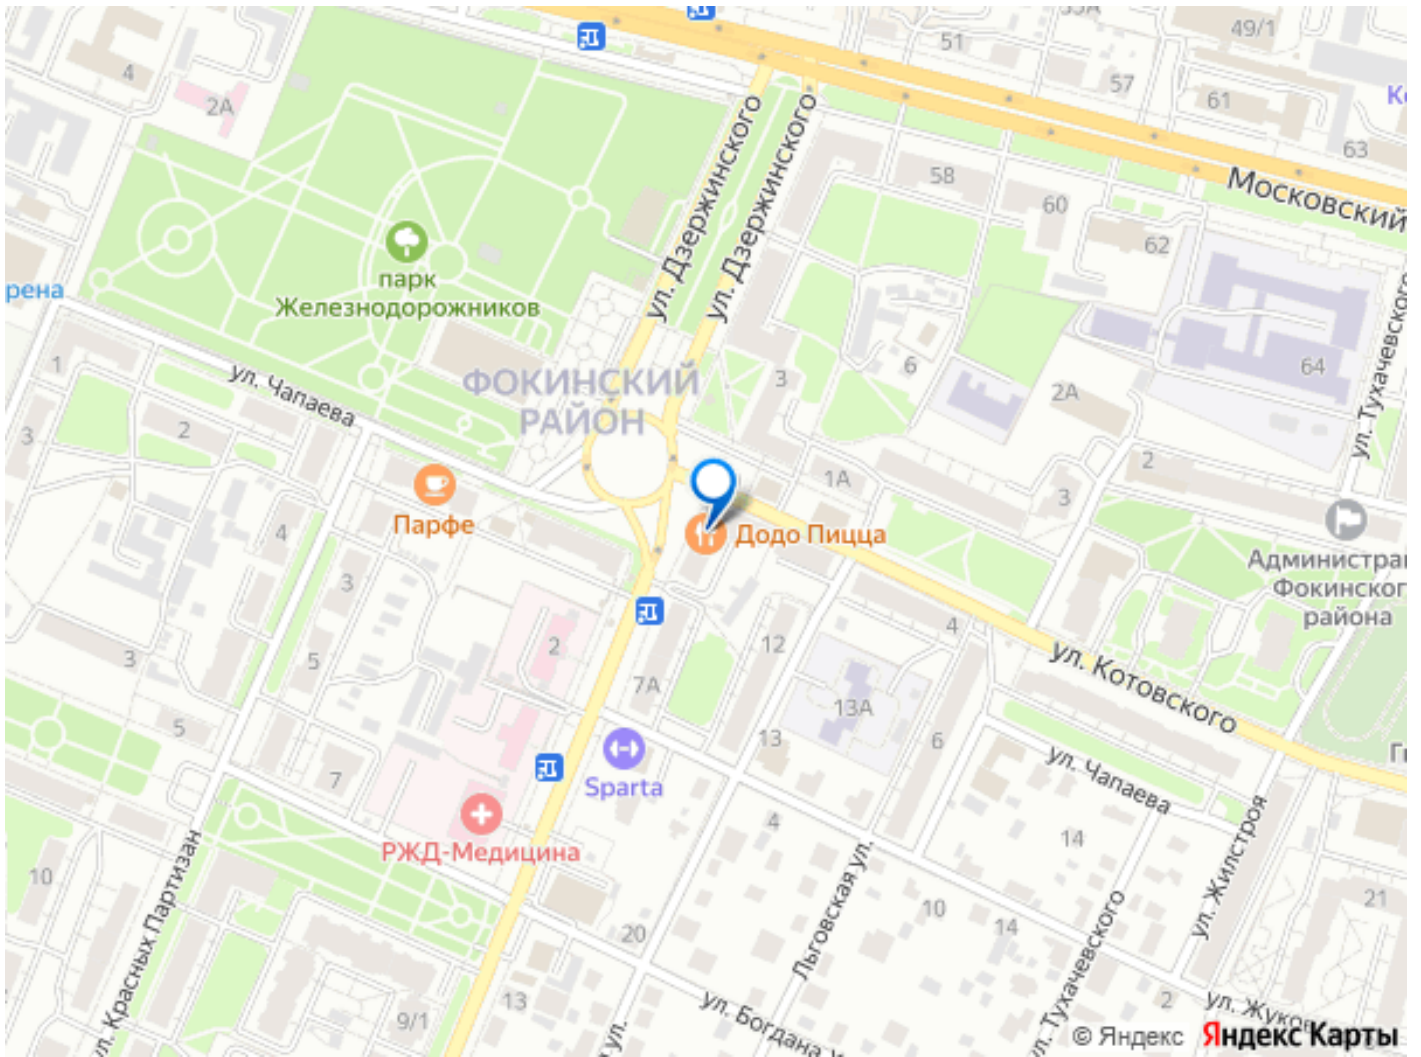 49/1
51
57
61
63
4
2А
58
60
62
Московский
ул. Дзержинского
ул. Дзержинского
парк
Железнодорожников
рена
ул. Чапаева
ФОКИНСКИЙ
РАЙОН
1
3
2
3
6
2А
64
ул. Тухачевского
Парфе
4
1А
3
2
Додо Пицца
Администрац
Фокинског
района
3
5
3
5
7
2
7А
12
13
13А
4
6
ул. Котовского
ул. Чапаева
Sparta
РЖД-Медицина
4
14
10
14
20
13
10
9/1
21
2
ул. Красных Партизан
Льговская ул.
ул. Тухачевского
ул. Жилстроя
ул. Богдана
ул.
ул. Жуков
© Яндекс Яндекс Карты